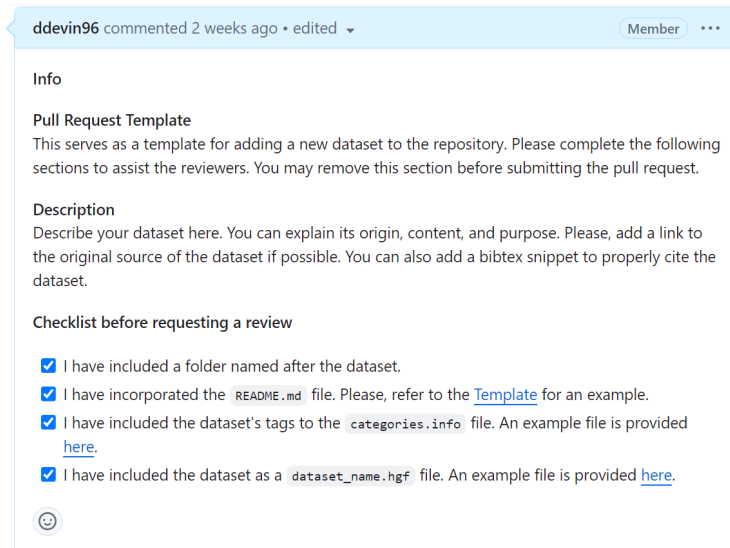 ddevin96 commented 2 weeks ago • edited
Member
Info
Pull Request Template
This serves as a template for adding a new dataset to the repository. Please complete the following
sections to assist the reviewers. You may remove this section before submitting the pull request.
Description
Describe your dataset here. You can explain its origin, content, and purpose. Please, add a link to
the original source of the dataset if possible. You can also add a bibtex snippet to properly cite the
dataset.
Checklist before requesting a review
I have included a folder named after the dataset.
I have incorporated the README.md file. Please, refer to the Template for an example.
I have included the dataset's tags to the categories.info file. An example file is provided
here.
I have included the dataset as a dataset_name.hgf file. An example file is provided here.